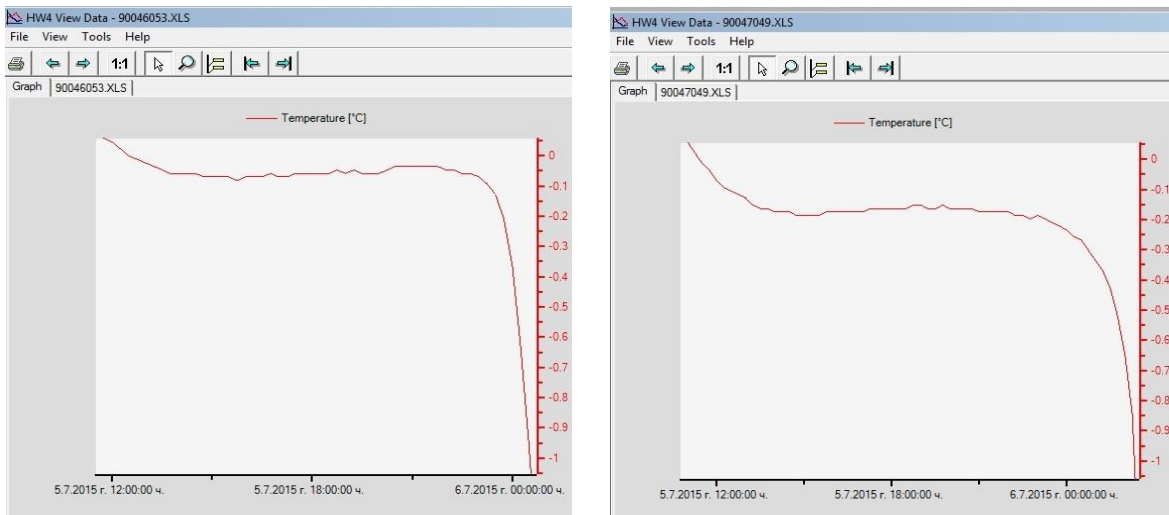 HW4 View Data - 90046053.XLS
File View Tools Help
1:1
Graph 90046053.XLS
Temperature [°C]
0
-0.1
-0.2
-0.3
-0.4
-0.5
-0.6
-0.7
-0.8
-0.9
-1
5.7.2015 г. 12:00:00 ч. 5.7.2015 г. 18:00:00 ч. 6.7.2015 г. 00:00:00 ч.
HW4 View Data - 90047049.XLS
File View Tools Help
1:1
Graph 90047049.XLS
Temperature [°C]
0
-0.1
-0.2
-0.3
-0.4
-0.5
-0.6
-0.7
-0.8
-0.9
-1
5.7.2015 г. 12:00:00 ч. 5.7.2015 г. 18:00:00 ч. 6.7.2015 г. 00:00:00 ч.